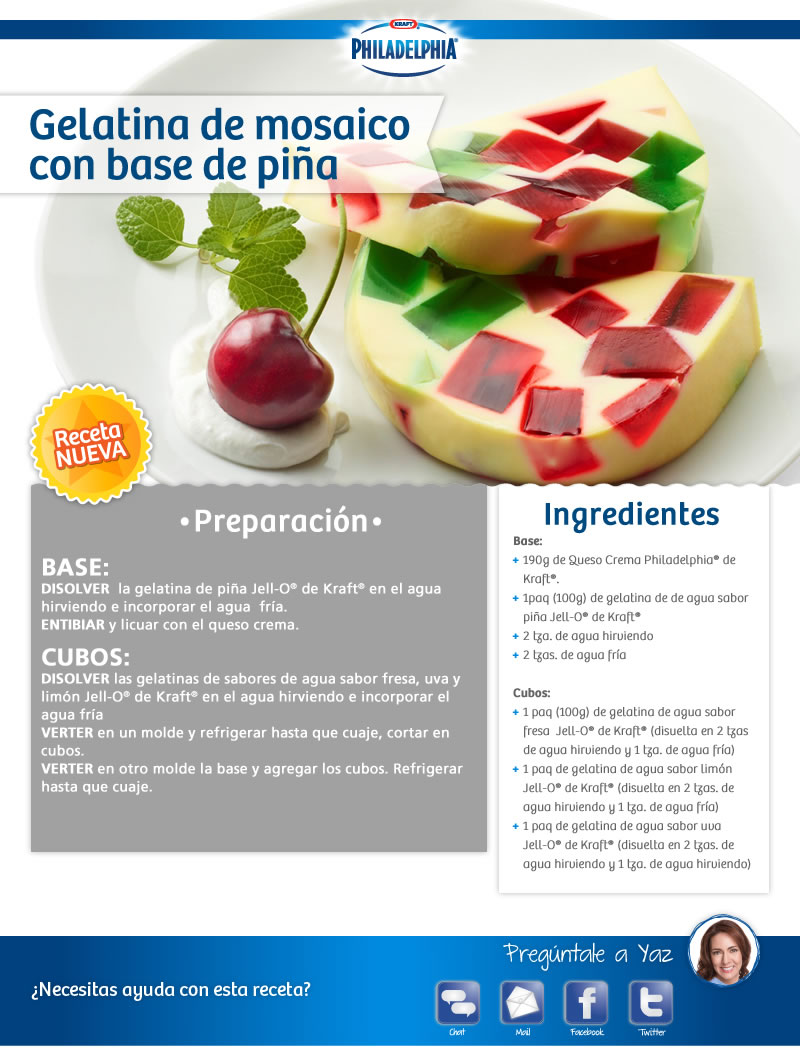 KRAFT
PHILADELPHIA®
Gelatina de mosaico
con base de piña
Receta
NUEVA
•Preparación•
BASE:
DISOLVER la gelatina de piña Jell-O® de Kraft® en el agua
hirviendo e incorporar el agua fría.
ENTIBIAR y licuar con el queso crema.
CUBOS:
DISOLVER las gelatinas de sabores de agua sabor fresa, uva y
limón Jell-O® de Kraft® en el agua hirviendo e incorporar el
agua fría
VERTER en un molde y refrigerar hasta que cuaje, cortar en
cubos.
VERTER en otro molde la base y agregar los cubos. Refrigerar
hasta que cuaje.
Ingredientes
Base:
+ 190g de Queso Crema Philadelphia® de
Kraft®.
+ 1paq (100g) de gelatina de de agua sabor
piña Jell-O® de Kraft®
+ 2 tza. de agua hirviendo
+ 2 tzas. de agua fría
Cubos:
+ 1 paq (100g) de gelatina de agua sabor
fresa Jell-O® de Kraft® (disuelta en 2 tzas
de agua hirviendo y 1 tza. de agua fría)
+ 1 paq de gelatina de agua sabor limón
Jell-O® de Kraft® (disuelta en 2 tzas. de
agua hirviendo y 1 tza. de agua fría)
+ 1 paq de gelatina de agua sabor uva
Jell-O® de Kraft® (disuelta en 2 tzas. de
agua hirviendo y 1 tza. de agua hirviendo)
Pregúntale a Yaz
¿Necesitas ayuda con esta receta?
Chat
Mail
Facebook
Twitter